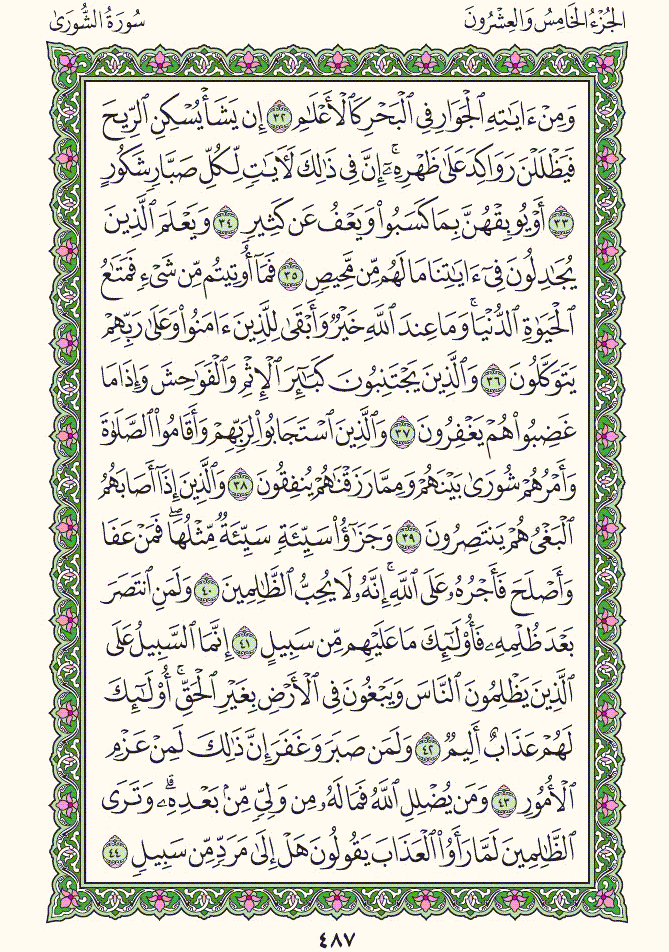 الجُزْءُ الخَامِسُ وَالعِشْرُونَ
سُورَةُ الشُّورَىٰ
وَمِنْ ءَايَـٰتِهِ ٱلْجَوَارِ فِى ٱلْبَحْرِ كَٱلْأَعْلَـٰمِ ٣٢ إِن يَشَأْ يُسْكِنِ ٱلرِّيحَ
فَيَظْلَلْنَ رَوَاكِدَ عَلَىٰ ظَهْرِهِۦٓ ۚ إِنَّ فِى ذَٰلِكَ لَـَٔايَـٰتٍ لِّكُلِّ صَبَّارٍ شَكُورٍ
٣٣ أَوْ يُوبِقْهُنَّ بِمَا كَسَبُوا۟ وَيَعْفُ عَن كَثِيرٍ ٣٤ وَيَعْلَمَ ٱلَّذِينَ
يُجَـٰدِلُونَ فِىٓ ءَايَـٰتِنَا مَا لَهُم مِّن مَّحِيصٍ ٣٥ فَمَآ أُوتِيتُم مِّن شَىْءٍ فَمَتَـٰعُ
ٱلْحَيَوٰةِ ٱلدُّنْيَا ۖ وَمَا عِندَ ٱللَّهِ خَيْرٌ وَأَبْقَىٰ لِلَّذِينَ ءَامَنُوا۟ وَعَلَىٰ رَبِّهِمْ
يَتَوَكَّلُونَ ٣٦ وَٱلَّذِينَ يَجْتَنِبُونَ كَبَـٰٓئِرَ ٱلْإِثْمِ وَٱلْفَوَٰحِشَ وَإِذَا مَا
غَضِبُوا۟ هُمْ يَغْفِرُونَ ٣٧ وَٱلَّذِينَ ٱسْتَجَابُوا۟ لِرَبِّهِمْ وَأَقَامُوا۟ ٱلصَّلَوٰةَ
وَأَمْرُهُمْ شُورَىٰ بَيْنَهُمْ وَمِمَّا رَزَقْنَـٰهُمْ يُنفِقُونَ ٣٨ وَٱلَّذِينَ إِذَآ أَصَابَهُمُ
ٱلْبَغْىُ هُمْ يَنتَصِرُونَ ٣٩ وَجَزَٰٓؤُا۟ سَيِّئَةٍ سَيِّئَةٌ مِّثْلُهَا ۖ فَمَنْ عَفَا
وَأَصْلَحَ فَأَجْرُهُۥ عَلَى ٱللَّهِ ۚ إِنَّهُۥ لَا يُحِبُّ ٱلظَّـٰلِمِينَ ٤٠ وَلَمَنِ ٱنتَصَرَ
بَعْدَ ظُلْمِهِۦ فَأُو۟لَـٰٓئِكَ مَا عَلَيْهِم مِّن سَبِيلٍ ٤١ إِنَّمَا ٱلسَّبِيلُ عَلَى
ٱلَّذِينَ يَظْلِمُونَ ٱلنَّاسَ وَيَبْغُونَ فِى ٱلْأَرْضِ بِغَيْرِ ٱلْحَقِّ ۚ أُو۟لَـٰٓئِكَ
لَهُمْ عَذَابٌ أَلِيمٌ ٤٢ وَلَمَن صَبَرَ وَغَفَرَ إِنَّ ذَٰلِكَ لَمِنْ عَزْمِ
ٱلْأُمُورِ ٤٣ وَمَن يُضْلِلِ ٱللَّهُ فَمَا لَهُۥ مِن وَلِىٍّ مِّنۢ بَعْدِهِۦ ۗ وَتَرَى
ٱلظَّـٰلِمِينَ لَمَّا رَأَوُا۟ ٱلْعَذَابَ يَقُولُونَ هَلْ إِلَىٰ مَرَدٍّ مِّن سَبِيلٍ ٤٤
٤٨٧